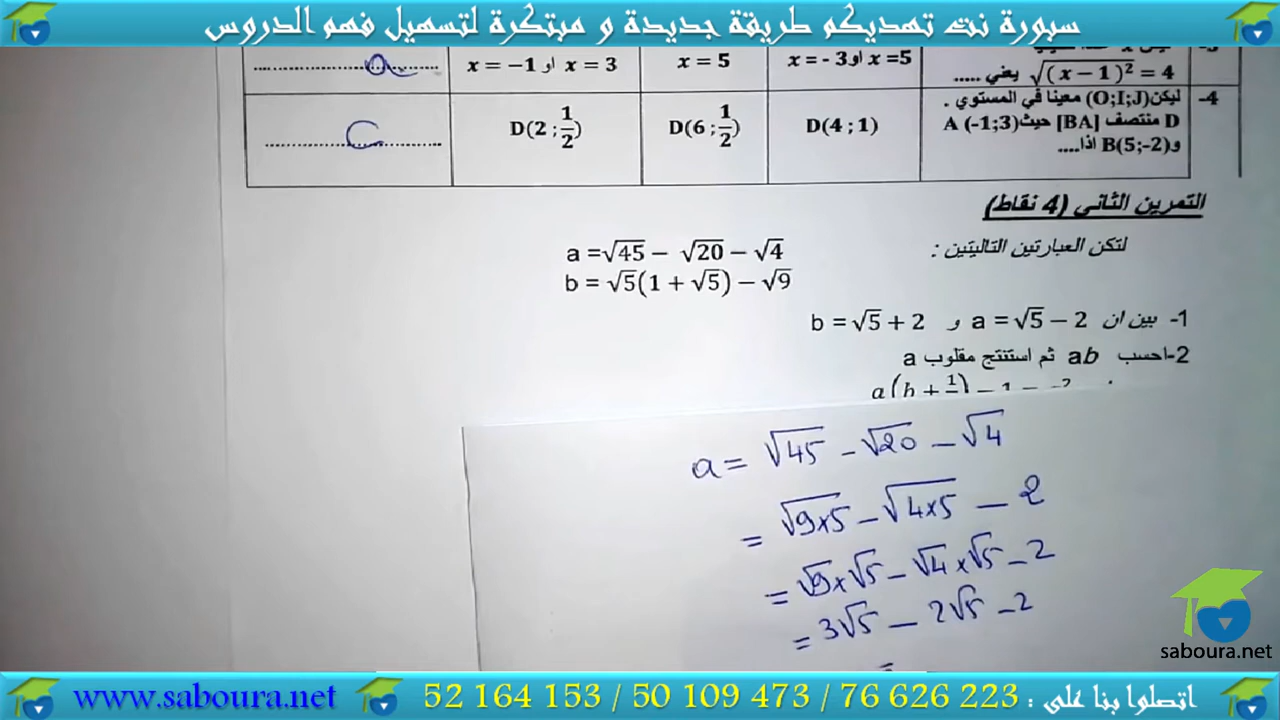 سبورة نت تهديكم طريقة جديدة و مبتكرة لتسهيل فهم الدروس
√(x − 1)² = 4 يعني .....
x = - 3 او x =5
x = 5
x = −1 او x = 3
a
-4 ليكن(O;I;J) معينا في المستوي .
D منتصف [BA] حيث A (-1;3)
و B(5;-2) اذا....
D(4 ; 1)
D(6 ; 1/2)
D(2 ; 1/2)
C
التمرين الثاني (4 نقاط)
لتكن العبارتين التاليتين :
a =√45 − √20 − √4
b = √5(1 + √5) − √9
1- بين ان a = √5 − 2 و b = √5 + 2
2-احسب ab ثم استنتج مقلوب a
a = √45 - √20 - √4
= √9×5 - √4×5 - 2
= √9×√5 - √4×√5 - 2
= 3√5 - 2√5 - 2
=
saboura.net
www.saboura.net اتصلوا بنا على : 52 164 153 / 50 109 473 / 76 626 223